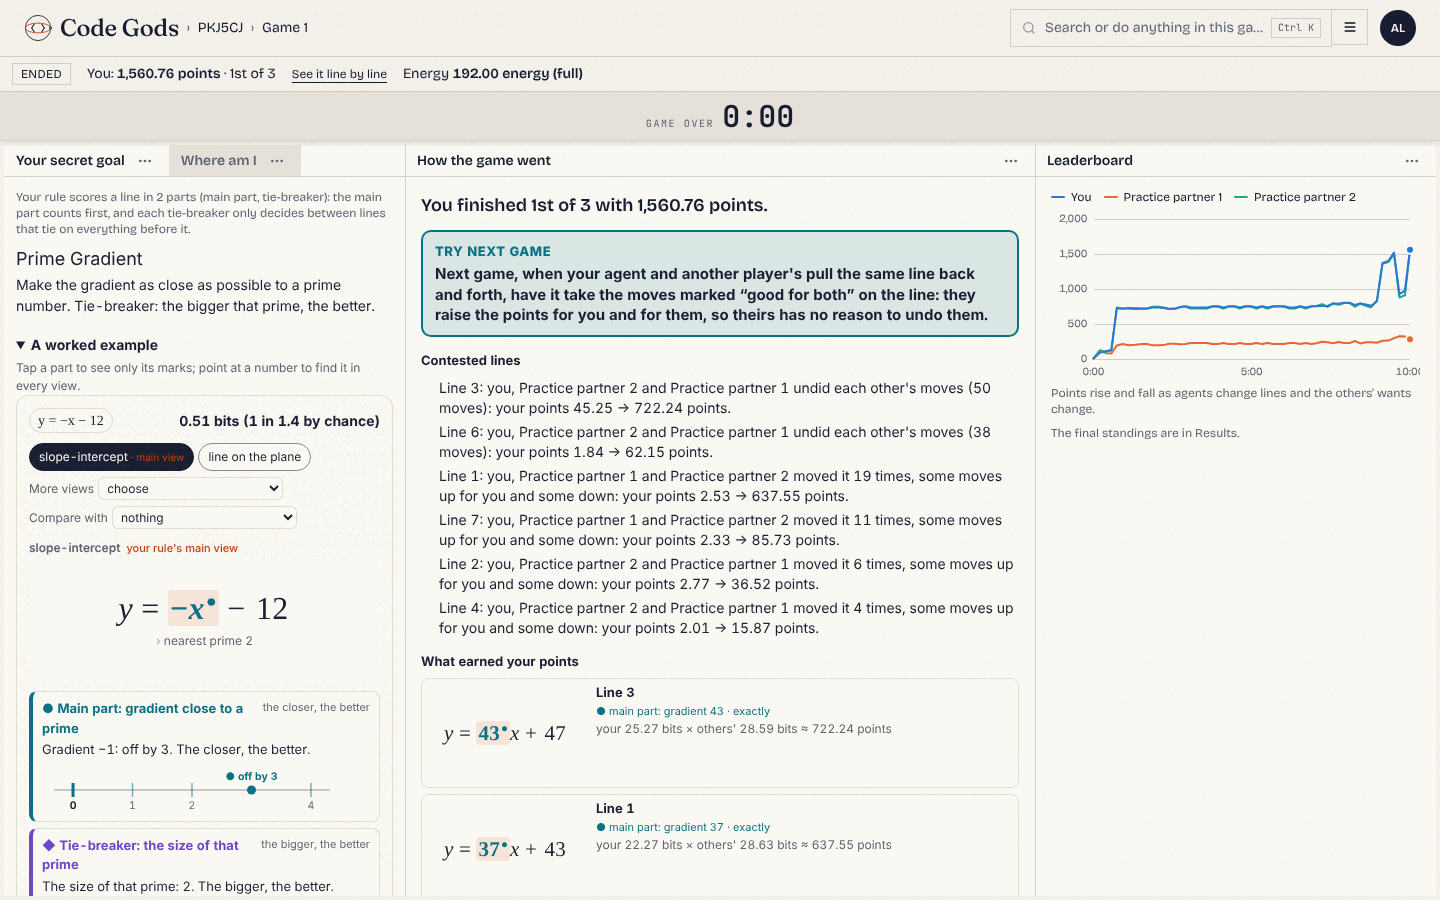 Code Gods › PKJ5CJ › Game 1
Search or do anything in this ga... Ctrl K
AL
ENDED You: 1,560.76 points · 1st of 3 See it line by line Energy 192.00 energy (full)
GAME OVER 0:00
Your secret goal ··· Where am I ···
Your rule scores a line in 2 parts (main part, tie-breaker): the main
part counts first, and each tie-breaker only decides between lines
that tie on everything before it.
Prime Gradient
Make the gradient as close as possible to a prime
number. Tie-breaker: the bigger that prime, the better.
▼ A worked example
Tap a part to see only its marks; point at a number to find it in
every view.
y = −x − 12 0.51 bits (1 in 1.4 by chance)
slope-intercept · main view line on the plane
More views choose
Compare with nothing
slope-intercept your rule's main view
y = −x − 12
› nearest prime 2
Main part: gradient close to a the closer, the better
prime
Gradient −1: off by 3. The closer, the better.
off by 3
0 1 2 4
Tie-breaker: the size of that the bigger, the better
prime
The size of that prime: 2. The bigger, the better.
How the game went ···
You finished 1st of 3 with 1,560.76 points.
TRY NEXT GAME
Next game, when your agent and another player's pull the same line back
and forth, have it take the moves marked “good for both” on the line: they
raise the points for you and for them, so theirs has no reason to undo them.
Contested lines
Line 3: you, Practice partner 2 and Practice partner 1 undid each other's moves (50
moves): your points 45.25 → 722.24 points.
Line 6: you, Practice partner 2 and Practice partner 1 undid each other's moves (38
moves): your points 1.84 → 62.15 points.
Line 1: you, Practice partner 1 and Practice partner 2 moved it 19 times, some moves
up for you and some down: your points 2.53 → 637.55 points.
Line 7: you, Practice partner 1 and Practice partner 2 moved it 11 times, some moves
up for you and some down: your points 2.33 → 85.73 points.
Line 2: you, Practice partner 2 and Practice partner 1 moved it 6 times, some moves up
for you and some down: your points 2.77 → 36.52 points.
Line 4: you, Practice partner 2 and Practice partner 1 moved it 4 times, some moves up
for you and some down: your points 2.01 → 15.87 points.
What earned your points
Line 3
main part: gradient 43 · exactly
y = 43x + 47
your 25.27 bits × others' 28.59 bits ≈ 722.24 points
Line 1
main part: gradient 37 · exactly
y = 37x + 43
your 22.27 bits × others' 28.63 bits ≈ 637.55 points
Leaderboard ···
You Practice partner 1 Practice partner 2
2,000
1,500
1,000
500
0
0:00 5:00 10:00
Points rise and fall as agents change lines and the others' wants
change.
The final standings are in Results.